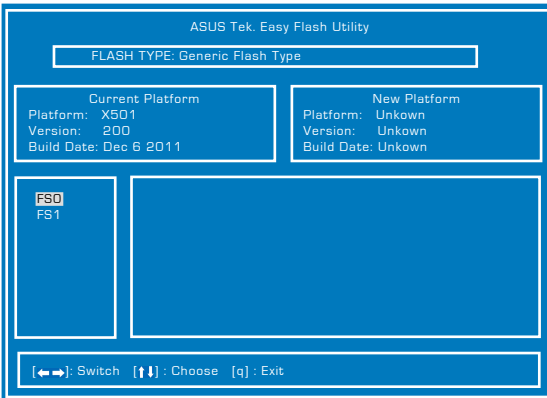 ASUS Tek. Easy Flash Utility
FLASH TYPE: Generic Flash Type
Current Platform
Platform: X501
Version: 200
Build Date: Dec 6 2011
New Platform
Platform: Unkown
Version: Unkown
Build Date: Unkown
FS0
FS1
[←→]: Switch [↑↓] : Choose [q] : Exit